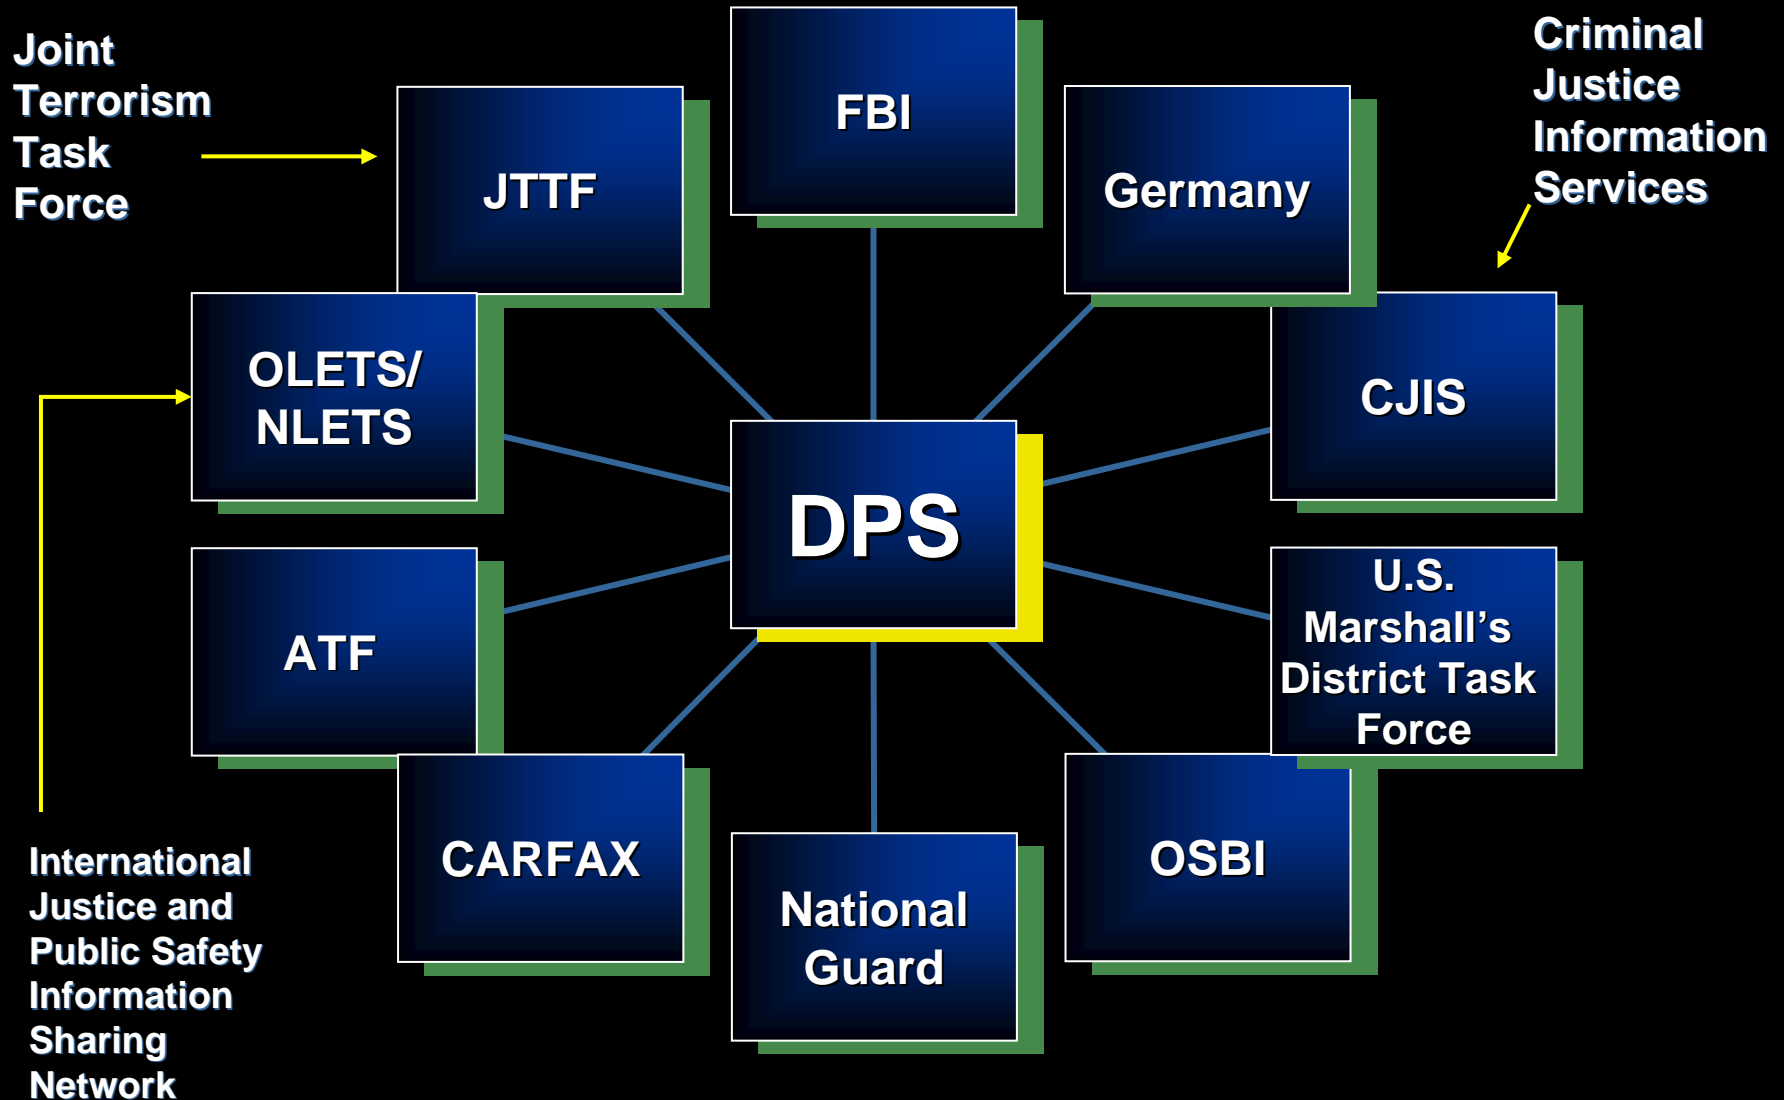 Joint
Terrorism
Task
Force
JTTF
FBI
Germany
Criminal
Justice
Information
Services
OLETS/
NLETS
CJIS
DPS
ATF
U.S.
Marshall’s
District Task
Force
CARFAX
National
Guard
OSBI
International
Justice and
Public Safety
Information
Sharing
Network